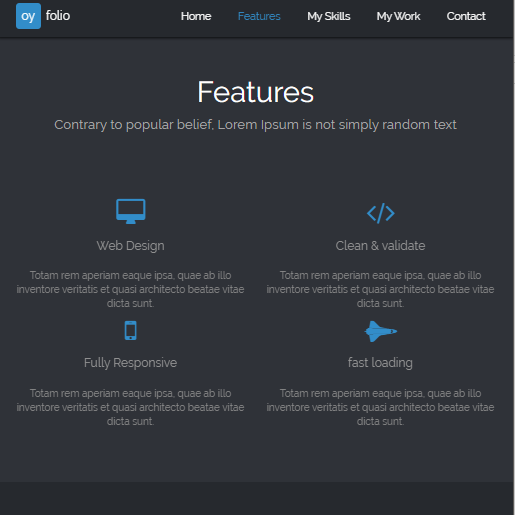 oy folio Home Features My Skills My Work Contact
Features
Contrary to popular belief, Lorem Ipsum is not simply random text
Web Design
Totam rem aperiam eaque ipsa, quae ab illo
inventore veritatis et quasi architecto beatae vitae
dicta sunt.
Clean & validate
Totam rem aperiam eaque ipsa, quae ab illo
inventore veritatis et quasi architecto beatae vitae
dicta sunt.
Fully Responsive
Totam rem aperiam eaque ipsa, quae ab illo
inventore veritatis et quasi architecto beatae vitae
dicta sunt.
fast loading
Totam rem aperiam eaque ipsa, quae ab illo
inventore veritatis et quasi architecto beatae vitae
dicta sunt.